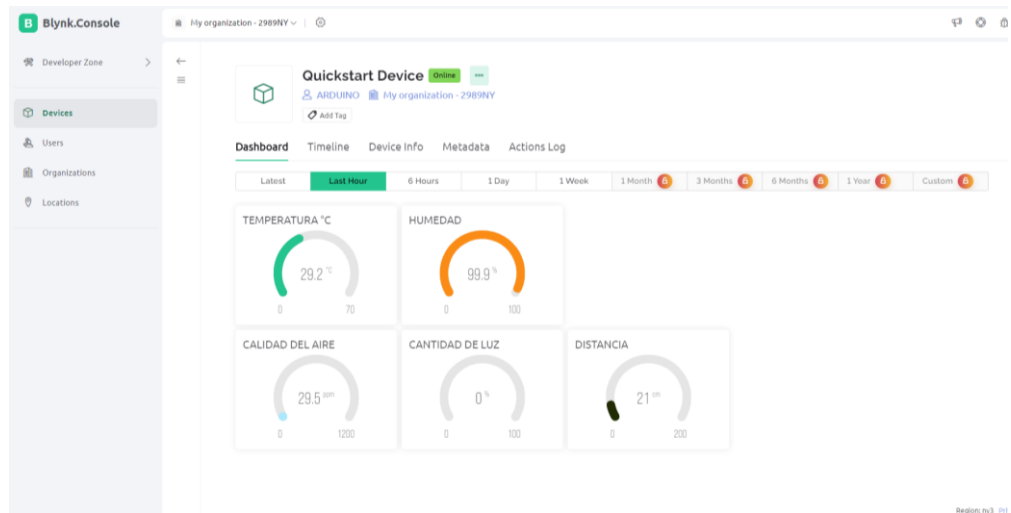 B Blynk.Console
My organization - 2989NY
Developer Zone
Devices
Users
Organizations
Locations
Quickstart Device Online
ARDUINO My organization - 2989NY
Add Tag
Dashboard Timeline Device Info Metadata Actions Log
Latest Last Hour 6 Hours 1 Day 1 Week 1 Month 3 Months 6 Months 1 Year Custom
TEMPERATURA °C
29.2 °C
0 70
HUMEDAD
99.9 %
0 100
CALIDAD DEL AIRE
29.5 ppm
0 1200
CANTIDAD DE LUZ
0 %
0 100
DISTANCIA
21 cm
0 200
Region: ny3 Pri